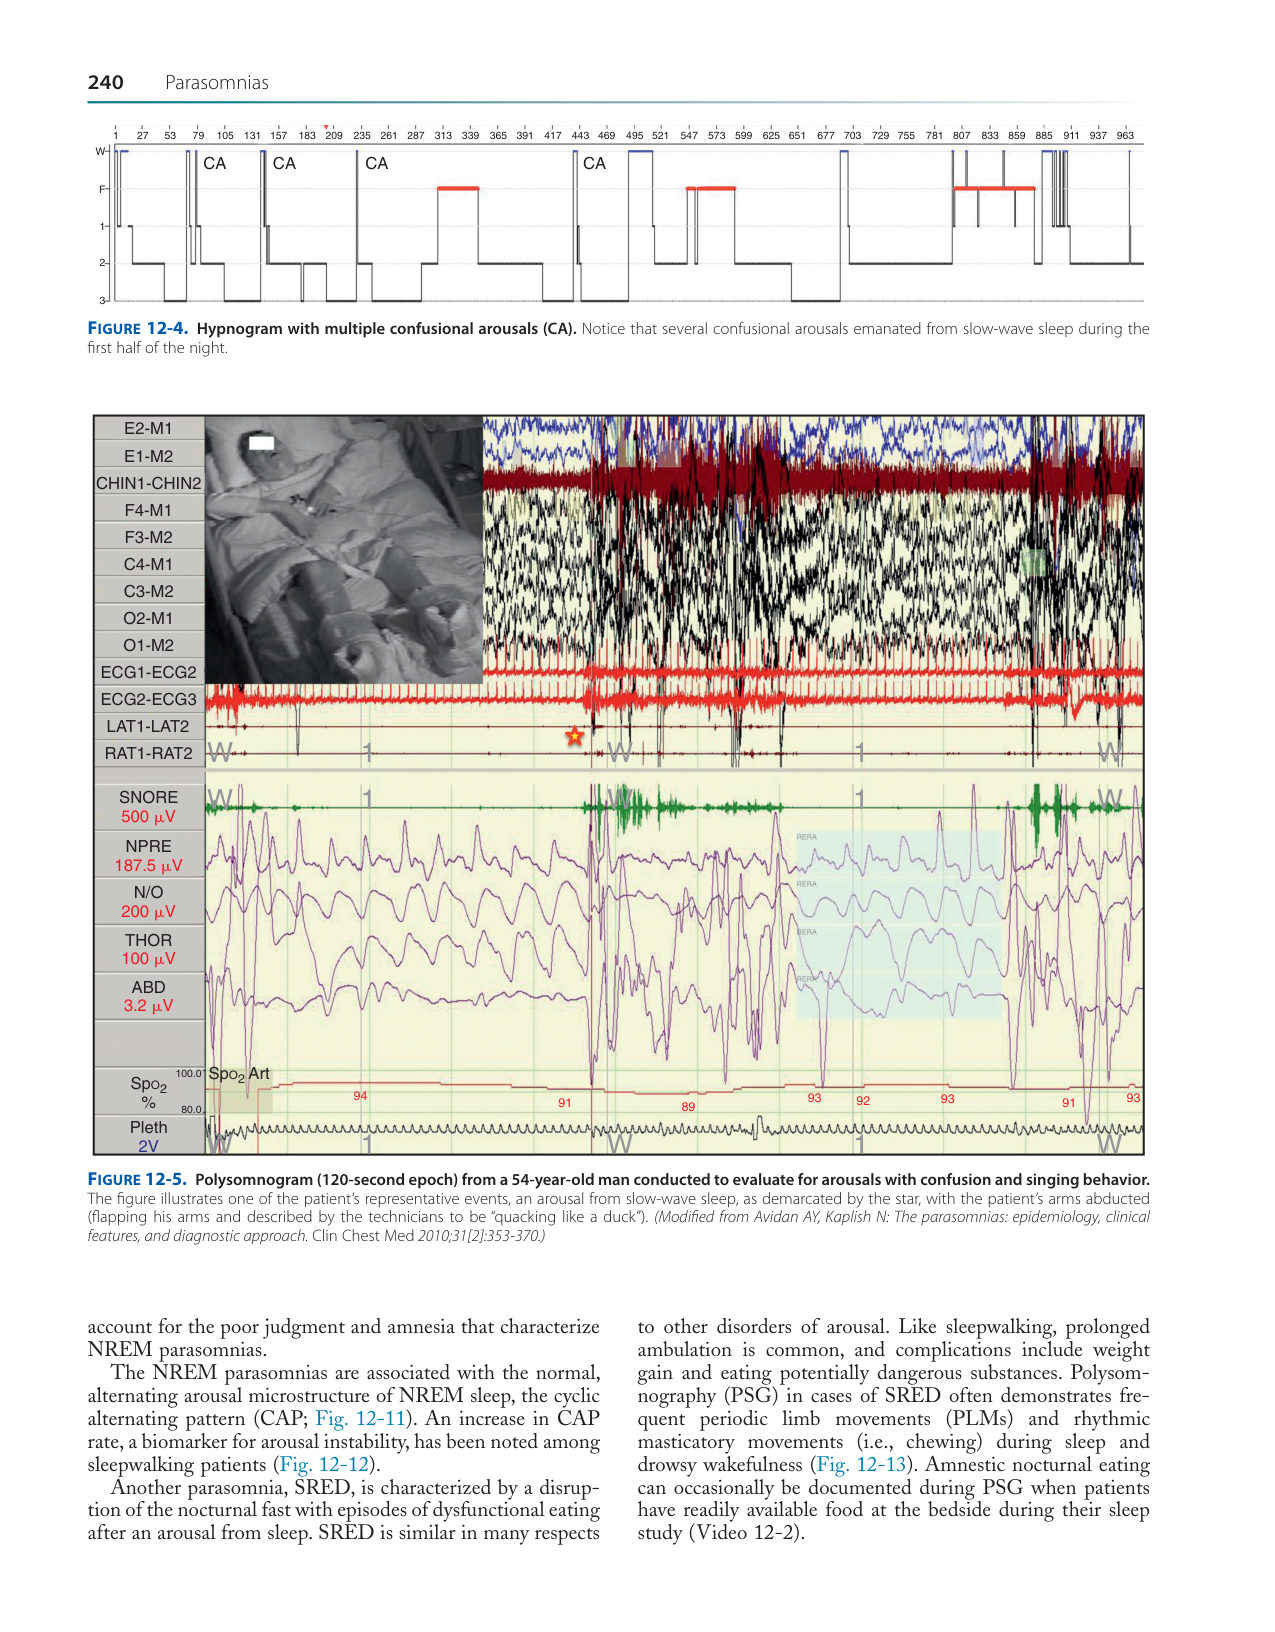 240 Parasomnias
1 27 53 79 105 131 157 183 209 235 261 287 313 339 365 391 417 443 469 495 521 547 573 599 625 651 677 703 729 755 781 807 833 859 885 911 937 963
W
CA CA CA CA
F
1
2
3
FIGURE 12-4. Hypnogram with multiple confusional arousals (CA). Notice that several confusional arousals emanated from slow-wave sleep during the
first half of the night.
E2-M1
E1-M2
CHIN1-CHIN2
F4-M1
F3-M2
C4-M1
C3-M2
O2-M1
O1-M2
ECG1-ECG2
ECG2-ECG3
LAT1-LAT2
RAT1-RAT2
W 1 W 1 W
SNORE
500 µV
W 1 W 1 W
NPRE
187.5 µV
RERA
N/O
200 µV
RERA
THOR
100 µV
RERA
ABD
3.2 µV
RERA
Spo2
%
100.0
80.0
Spo2 Art
94 91 89 93 92 93 91 93
Pleth
2V
W 1 W 1 W
FIGURE 12-5. Polysomnogram (120-second epoch) from a 54-year-old man conducted to evaluate for arousals with confusion and singing behavior.
The figure illustrates one of the patient's representative events, an arousal from slow-wave sleep, as demarcated by the star, with the patient's arms abducted
(flapping his arms and described by the technicians to be "quacking like a duck"). (Modified from Avidan AY, Kaplish N: The parasomnias: epidemiology, clinical
features, and diagnostic approach. Clin Chest Med 2010;31[2]:353-370.)
account for the poor judgment and amnesia that characterize
NREM parasomnias.
The NREM parasomnias are associated with the normal,
alternating arousal microstructure of NREM sleep, the cyclic
alternating pattern (CAP; Fig. 12-11). An increase in CAP
rate, a biomarker for arousal instability, has been noted among
sleepwalking patients (Fig. 12-12).
Another parasomnia, SRED, is characterized by a disrup-
tion of the nocturnal fast with episodes of dysfunctional eating
after an arousal from sleep. SRED is similar in many respects
to other disorders of arousal. Like sleepwalking, prolonged
ambulation is common, and complications include weight
gain and eating potentially dangerous substances. Polysom-
nography (PSG) in cases of SRED often demonstrates fre-
quent periodic limb movements (PLMs) and rhythmic
masticatory movements (i.e., chewing) during sleep and
drowsy wakefulness (Fig. 12-13). Amnestic nocturnal eating
can occasionally be documented during PSG when patients
have readily available food at the bedside during their sleep
study (Video 12-2).